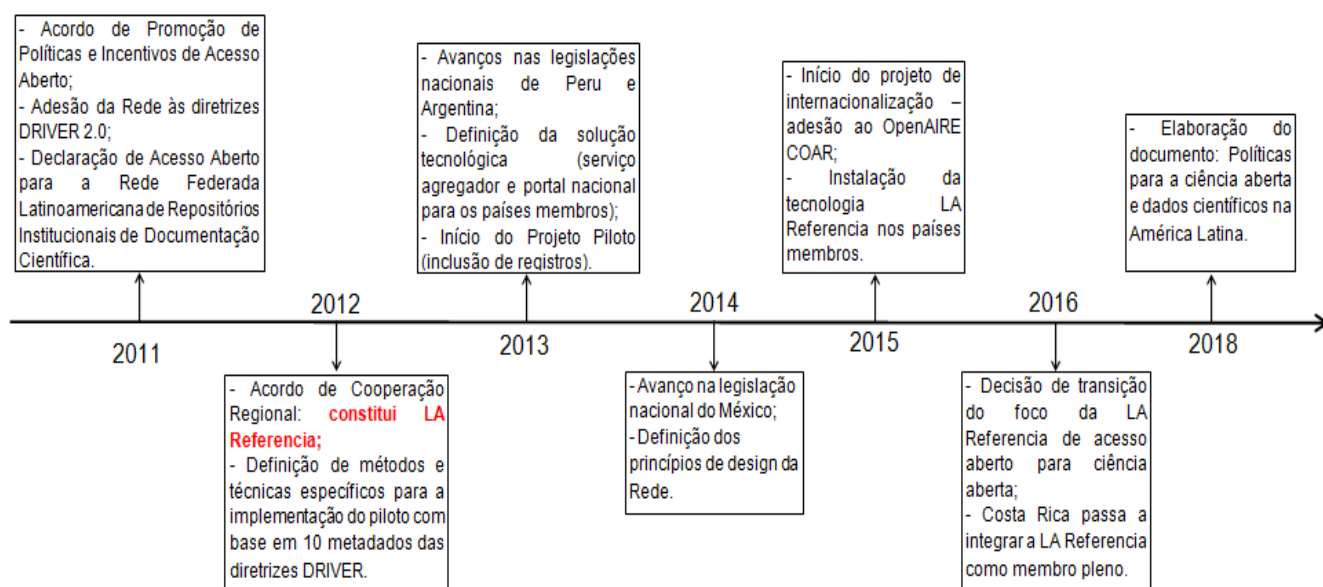 - Acordo de Promoção de
Políticas e Incentivos de Acesso
Aberto;
- Adesão da Rede às diretrizes
DRIVER 2.0;
- Declaração de Acesso Aberto
para a Rede Federada
Latinoamericana de Repositórios
Institucionais de Documentação
Científica.
2011
2012
- Acordo de Cooperação
Regional: constitui LA
Referencia;
- Definição de métodos e
técnicas específicos para a
implementação do piloto com
base em 10 metadados das
diretrizes DRIVER.
- Avanços nas legislações
nacionais de Peru e
Argentina;
- Definição da solução
tecnológica (serviço
agregador e portal nacional
para os países membros);
- Início do Projeto Piloto
(inclusão de registros).
2013
2014
- Avanço na legislação
nacional do México;
- Definição dos
princípios de design da
Rede.
- Início do projeto de
internacionalização –
adesão ao OpenAIRE
COAR;
- Instalação da
tecnologia LA
Referencia nos países
membros.
2015
2016
- Decisão de transição
do foco da LA
Referencia de acesso
aberto para ciência
aberta;
- Costa Rica passa a
integrar a LA Referencia
como membro pleno.
- Elaboração do
documento: Políticas
para a ciência aberta
e dados científicos na
América Latina.
2018